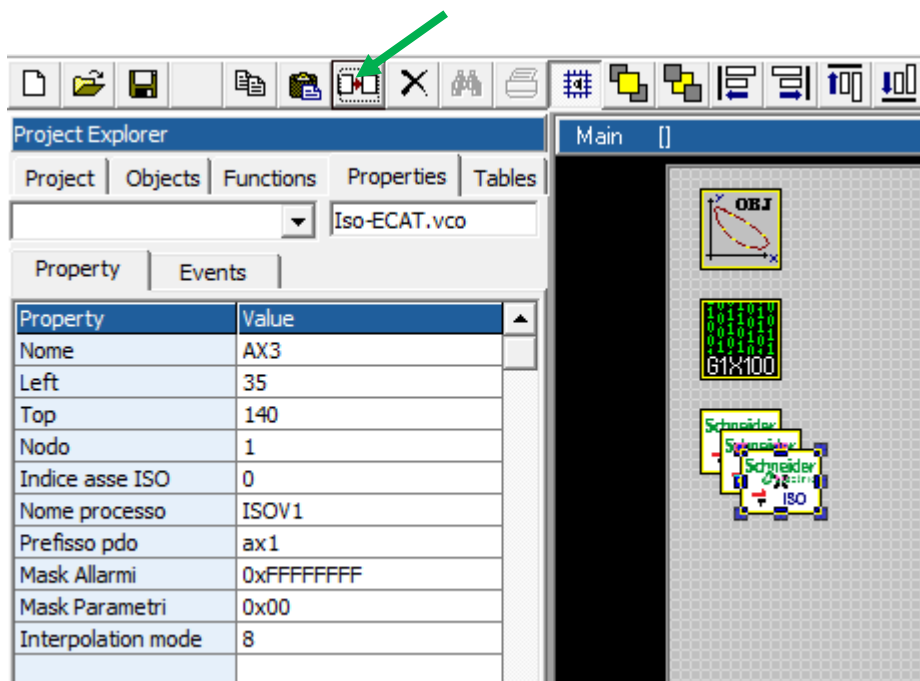 Project Explorer
Main []
Project Objects Functions Properties Tables
Iso-ECAT.vco
Property Events
Property Value
Nome AX3
Left 35
Top 140
Nodo 1
Indice asse ISO 0
Nome processo ISOV1
Prefisso pdo ax1
Mask Allarmi 0xFFFFFFFF
Mask Parametri 0x00
Interpolation mode 8
Y OBJ
X
G1X100
Schneider
Schneider
Schneider
ISO